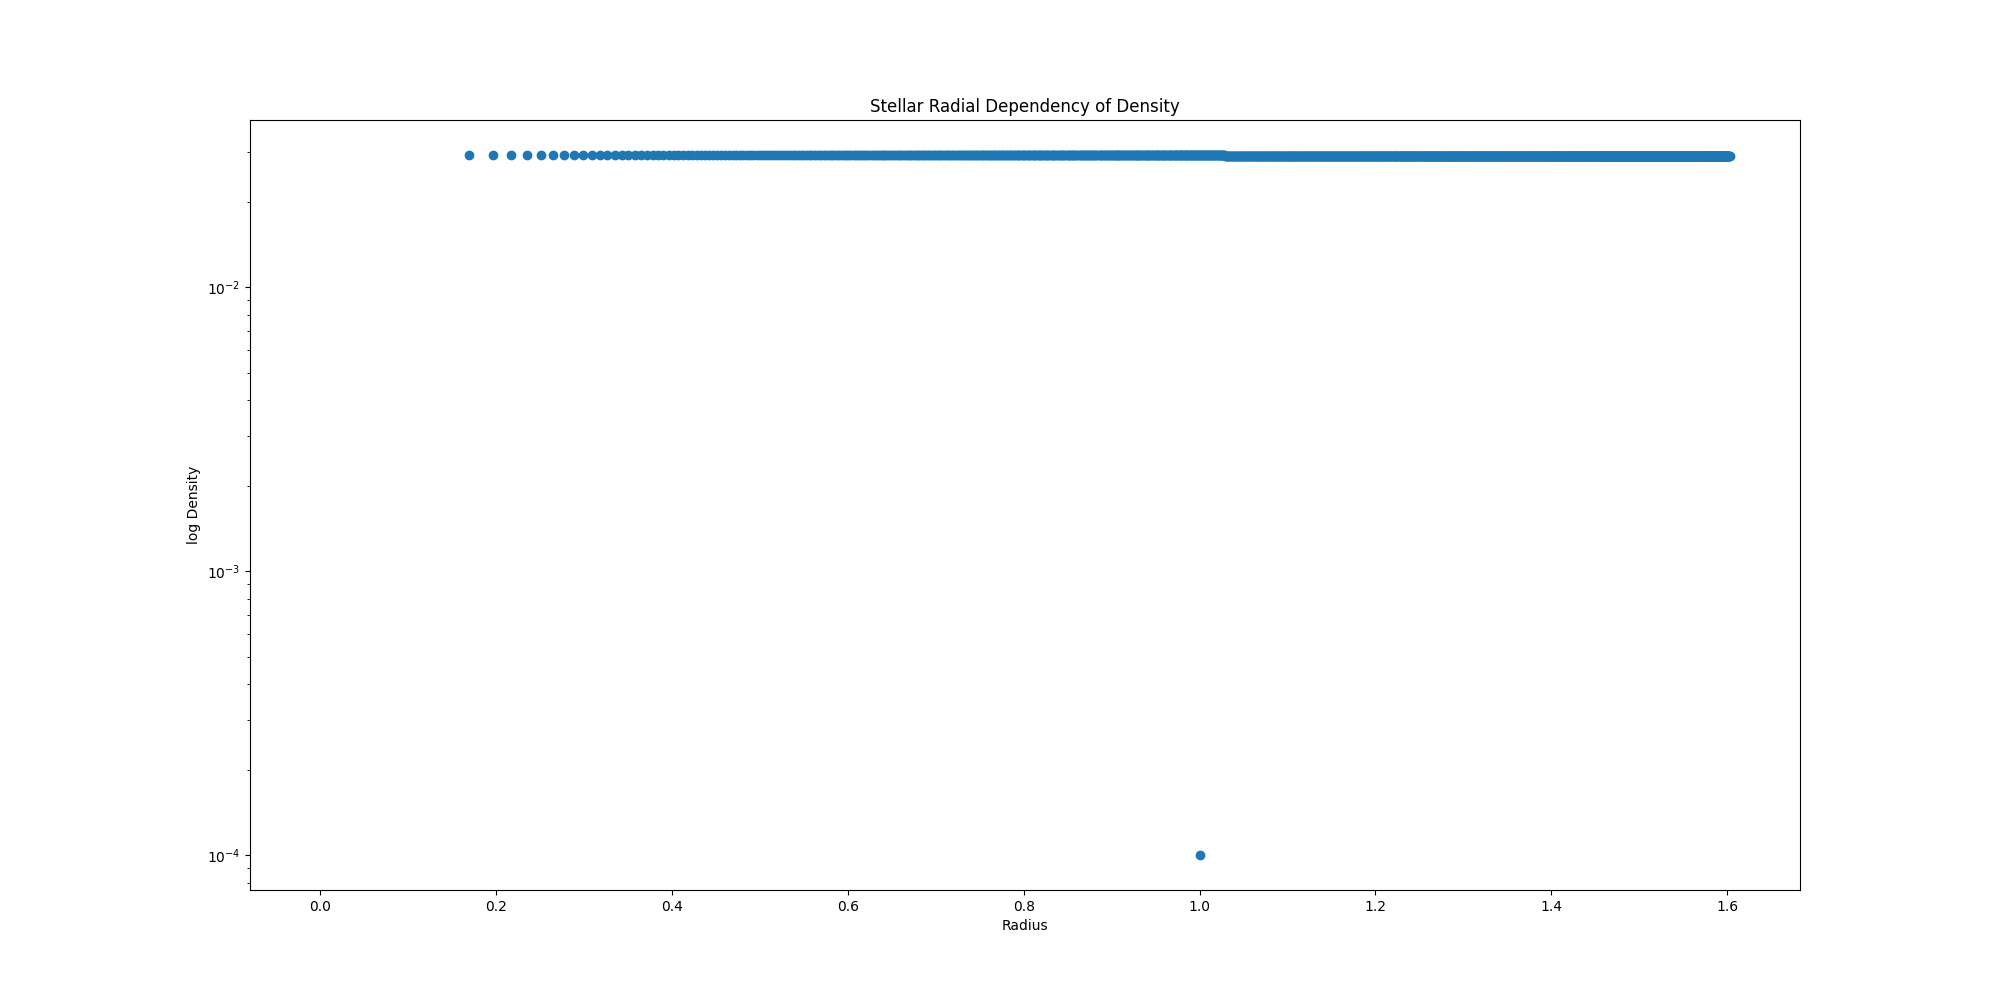 Stellar Radial Dependency of Density
10⁻²
10⁻³
10⁻⁴
log Density
0.0 0.2 0.4 0.6 0.8 1.0 1.2 1.4 1.6
Radius